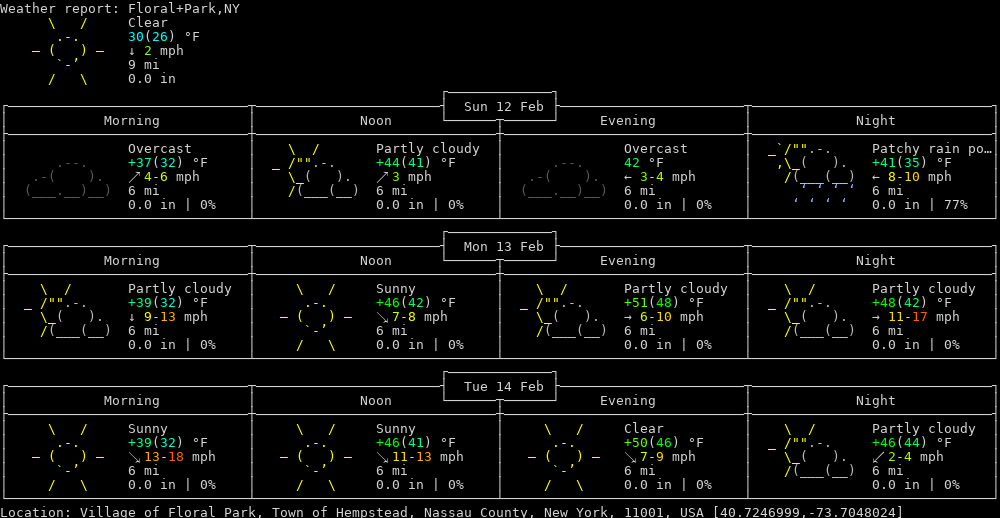 Weather report: Floral+Park,NY
Clear
30(26) °F
↓ 2 mph
9 mi
0.0 in
Sun 12 Feb
Morning Noon Evening Night
Overcast Partly cloudy Overcast Patchy rain po…
+37(32) °F +44(41) °F 42 °F +41(35) °F
↗ 4-6 mph ↗ 3 mph ← 3-4 mph ← 8-10 mph
6 mi 6 mi 6 mi 6 mi
0.0 in | 0% 0.0 in | 0% 0.0 in | 0% 0.0 in | 77%
Mon 13 Feb
Morning Noon Evening Night
Partly cloudy Sunny Partly cloudy Partly cloudy
+39(32) °F +46(42) °F +51(48) °F +48(42) °F
↓ 9-13 mph ↘ 7-8 mph → 6-10 mph → 11-17 mph
6 mi 6 mi 6 mi 6 mi
0.0 in | 0% 0.0 in | 0% 0.0 in | 0% 0.0 in | 0%
Tue 14 Feb
Morning Noon Evening Night
Sunny Sunny Clear Partly cloudy
+39(32) °F +46(41) °F +50(46) °F +46(44) °F
↘ 13-18 mph ↘ 11-13 mph ↘ 7-9 mph ↙ 2-4 mph
6 mi 6 mi 6 mi 6 mi
0.0 in | 0% 0.0 in | 0% 0.0 in | 0% 0.0 in | 0%
Location: Village of Floral Park, Town of Hempstead, Nassau County, New York, 11001, USA [40.7246999,-73.7048024]